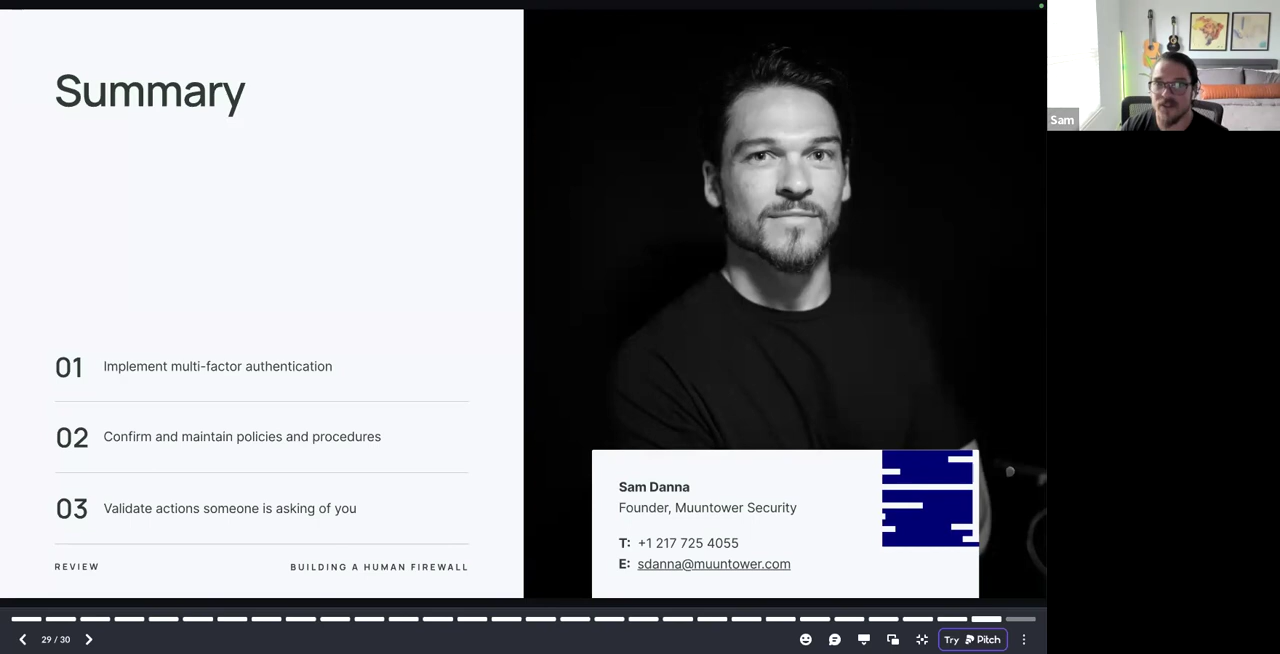 Summary
01 Implement multi-factor authentication
02 Confirm and maintain policies and procedures
03 Validate actions someone is asking of you
REVIEW BUILDING A HUMAN FIREWALL
Sam Danna
Founder, Muuntower Security
T: +1 217 725 4055
E: sdanna@muuntower.com
29 / 30
Try Pitch
Sam